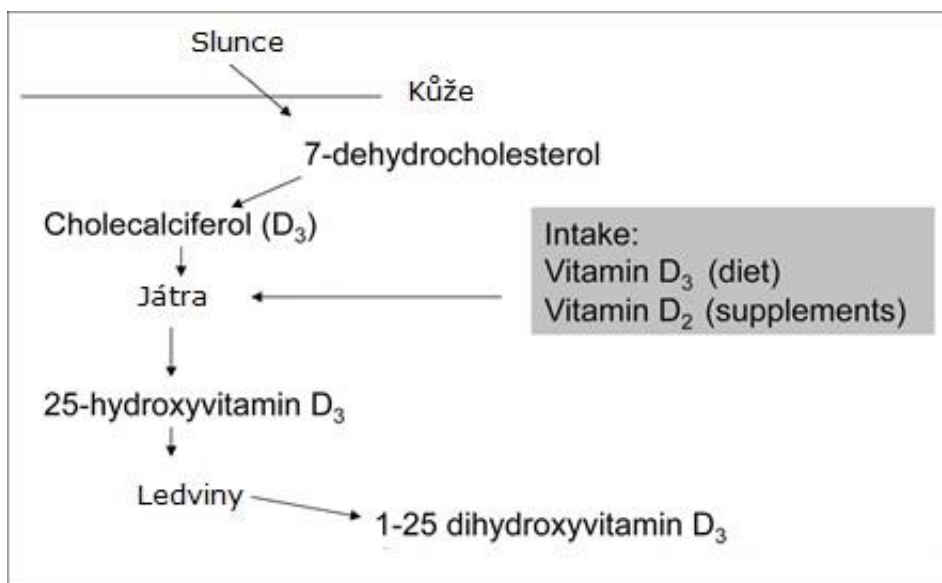 Slunce
Kůže
7-dehydrocholesterol
Cholecalciferol (D₃)
Intake:
Vitamin D₃ (diet)
Vitamin D₂ (supplements)
Játra
25-hydroxyvitamin D₃
Ledviny
1-25 dihydroxyvitamin D₃